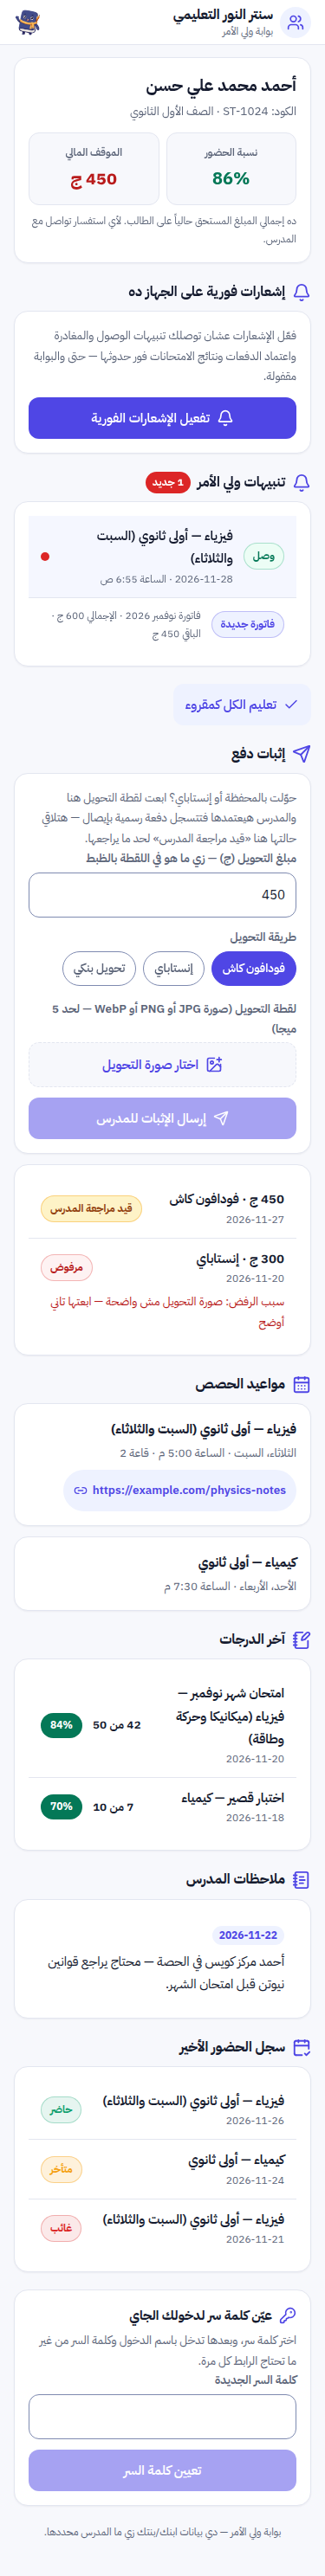 سنتر النور التعليمي
بوابة ولي الأمر
أحمد محمد علي حسن
الكود: ST-1024 · الصف الأول الثانوي
نسبة الحضور
86%
الموقف المالي
450 ج
ده إجمالي المبلغ المستحق حالياً على الطالب. لأي استفسار تواصل مع
المدرس.
إشعارات فورية على الجهاز ده
فعّل الإشعارات عشان توصلك تنبيهات الوصول والمغادرة
واعتماد الدفعات ونتائج الامتحانات فور حدوثها — حتى والبوابة
مقفولة.
تفعيل الإشعارات الفورية
تنبيهات ولي الأمر
1 جديد
وصل
فيزياء — أولى ثانوي (السبت
والثلاثاء)
2026-11-28 · الساعة 6:55 ص
فاتورة جديدة
فاتورة نوفمبر 2026 · الإجمالي 600 ج ·
الباقي 450 ج
تعليم الكل كمقروء
إثبات دفع
حوّلت بالمحفظة أو إنستاباي؟ ابعت لقطة التحويل هنا
والمدرس هيعتمدها فتتسجل دفعة رسمية بإيصال — هتلاقي
حالتها هنا «قيد مراجعة المدرس» لحد ما يراجعها.
مبلغ التحويل (ج) — زي ما هو في اللقطة بالظبط
450
طريقة التحويل
فودافون كاش
إنستاباي
تحويل بنكي
لقطة التحويل (صورة JPG أو PNG أو WebP — لحد 5
ميجا)
اختار صورة التحويل
إرسال الإثبات للمدرس
450 ج · فودافون كاش
2026-11-27
قيد مراجعة المدرس
300 ج · إنستاباي
2026-11-20
مرفوض
سبب الرفض: صورة التحويل مش واضحة — ابعتها تاني
أوضح
مواعيد الحصص
فيزياء — أولى ثانوي (السبت والثلاثاء)
الثلاثاء، السبت · الساعة 5:00 م · قاعة 2
https://example.com/physics-notes
كيمياء — أولى ثانوي
الأحد، الأربعاء · الساعة 7:30 م
آخر الدرجات
امتحان شهر نوفمبر —
فيزياء (ميكانيكا وحركة
وطاقة)
2026-11-20
42 من 50
84%
اختبار قصير — كيمياء
2026-11-18
7 من 10
70%
ملاحظات المدرس
2026-11-22
أحمد مركز كويس في الحصة — محتاج يراجع قوانين
نيوتن قبل امتحان الشهر.
سجل الحضور الأخير
فيزياء — أولى ثانوي (السبت والثلاثاء)
2026-11-26
حاضر
كيمياء — أولى ثانوي
2026-11-24
متأخر
فيزياء — أولى ثانوي (السبت والثلاثاء)
2026-11-21
غائب
عيّن كلمة سر لدخولك الجاي
اختر كلمة سر، وبعدها تدخل باسم الدخول وكلمة السر من غير
ما تحتاج الرابط كل مرة.
كلمة السر الجديدة
تعيين كلمة السر
بوابة ولي الأمر — دي بيانات ابنك/بنتك زي ما المدرس محددها.